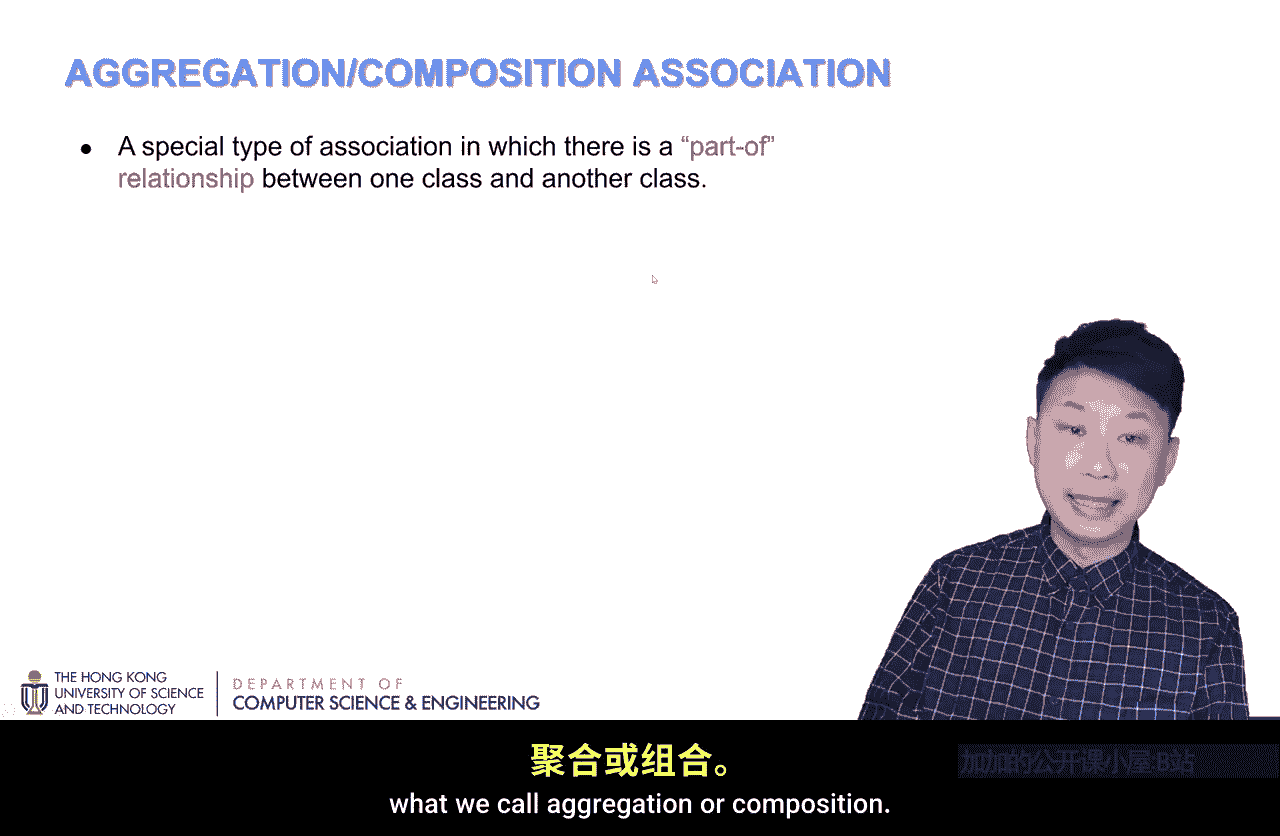 AGGREGATION/COMPOSITION ASSOCIATION
● A special type of association in which there is a “part-of”
relationship between one class and another class.
THE HONG KONG
UNIVERSITY OF SCIENCE
AND TECHNOLOGY
DEPARTMENT OF
COMPUTER SCIENCE & ENGINEERING
聚合或组合。
加加的公开课小屋:B站
what we call aggregation or composition.